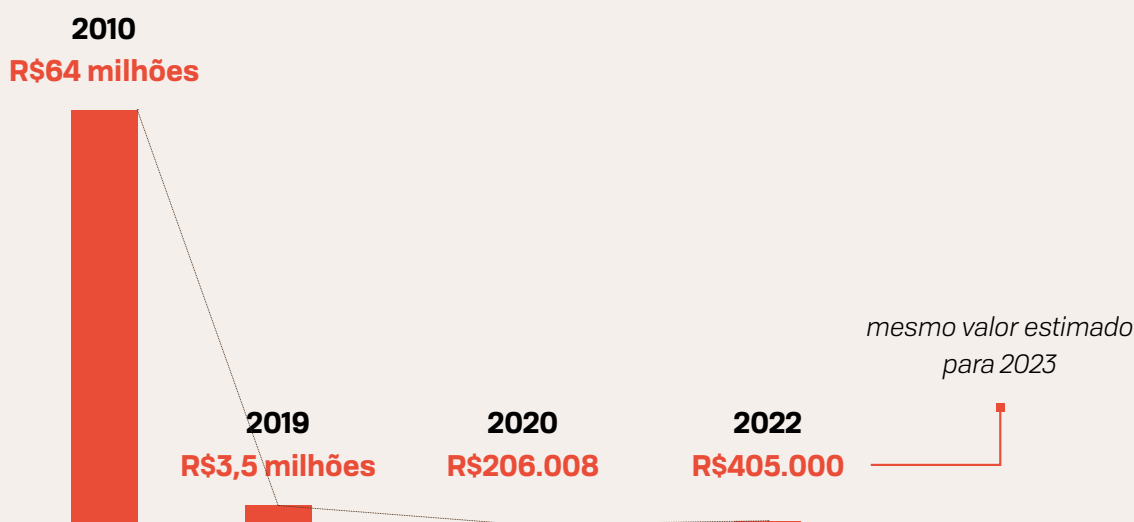 2010
R$64 milhões
mesmo valor estimado
para 2023
2019
R$3,5 milhões
2020
R$206.008
2022
R$405.000